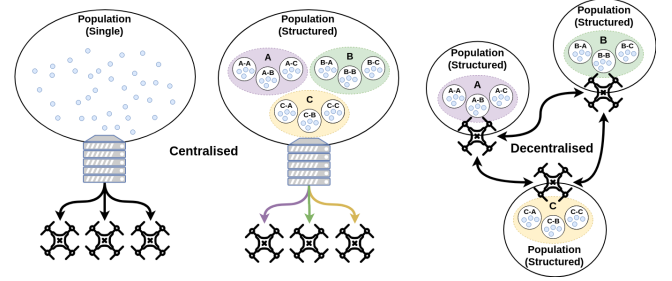 Population
(Single)
Population
(Structured)
A
A-A
A-B
A-C
B
B-A
B-B
B-C
C
C-A
C-B
C-C
Centralised
Population
(Structured)
A
A-A
A-B
A-C
Population
(Structured)
B
B-A
B-B
B-C
Decentralised
C
C-A
C-B
C-C
Population
(Structured)